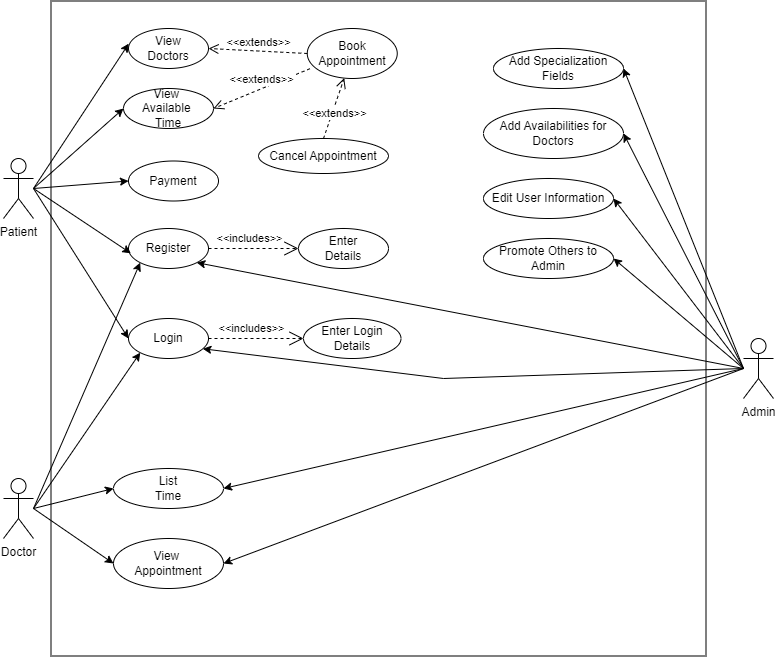 View
Doctors
<<extends>>
Book
Appointment
Add Specialization
Fields
View
Available
Time
<<extends>>
<<extends>>
Cancel Appointment
Add Availabilities for
Doctors
Payment
Edit User Information
Patient
Register
<<includes>>
Enter
Details
Promote Others to
Admin
Login
<<includes>>
Enter Login
Details
Admin
List
Time
Doctor
View
Appointment